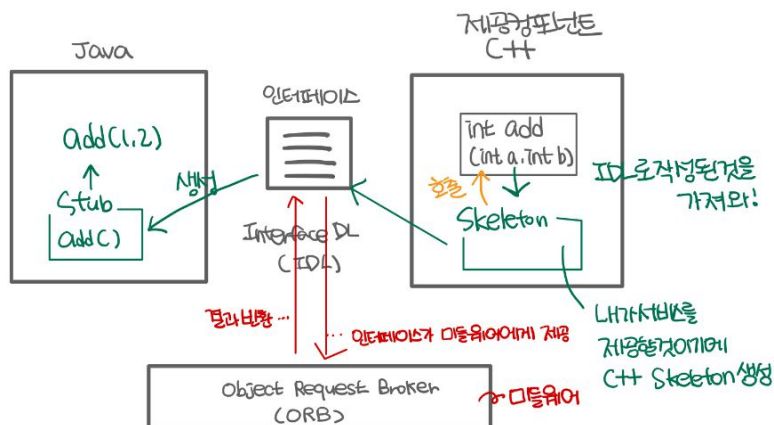 Java
add(1,2)
Stub
add()
생성
인터페이스
Interface DL
(IDL)
제공컴포넌트
C++
int add
(int a, int b)
호출
Skeleton
IDL로 작성된것을
가져와!
내가 서비스를
제공할것이기에
C++ Skeleton 생성
결과 반환 ...
... 인터페이스가 미들웨어에게 제공
Object Request Broker
(ORB)
미들웨어